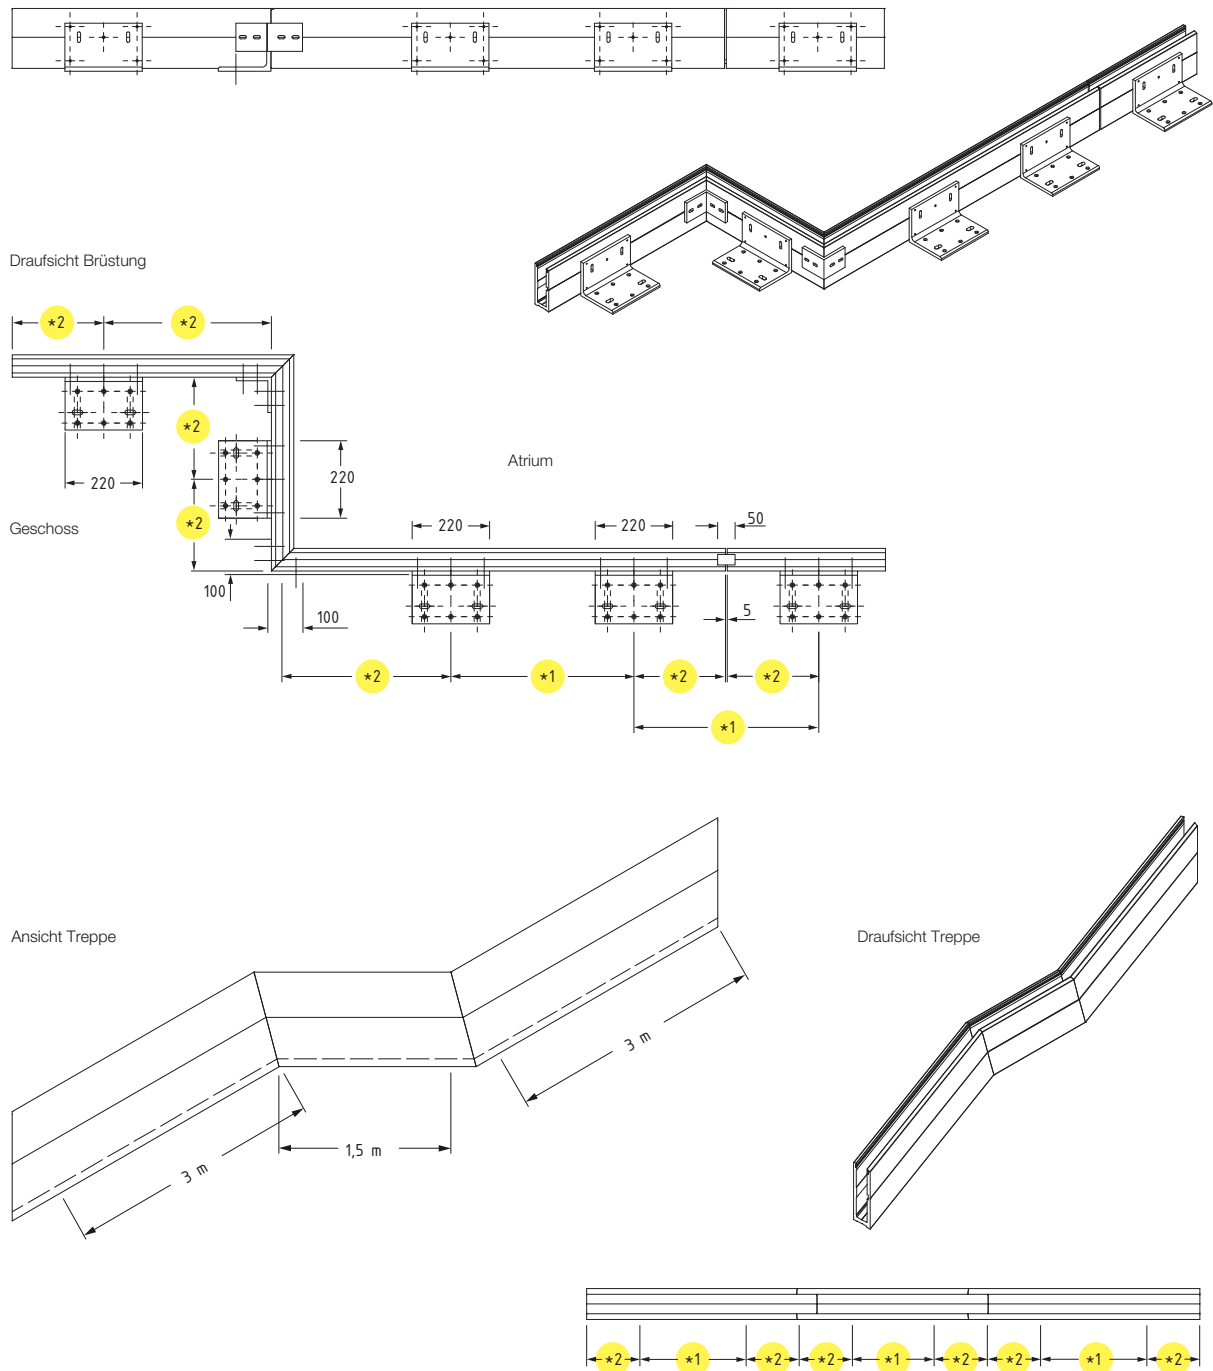 Draufsicht Brüstung
*2 *2
*2
220
220
Atrium
Geschoss
*2
220 220 50
100
100
5
*2 *1 *2 *2
*1
Ansicht Treppe
Draufsicht Treppe
3 m
1,5 m
3 m
*2 *1 *2 *2 *1 *2 *2 *1 *2